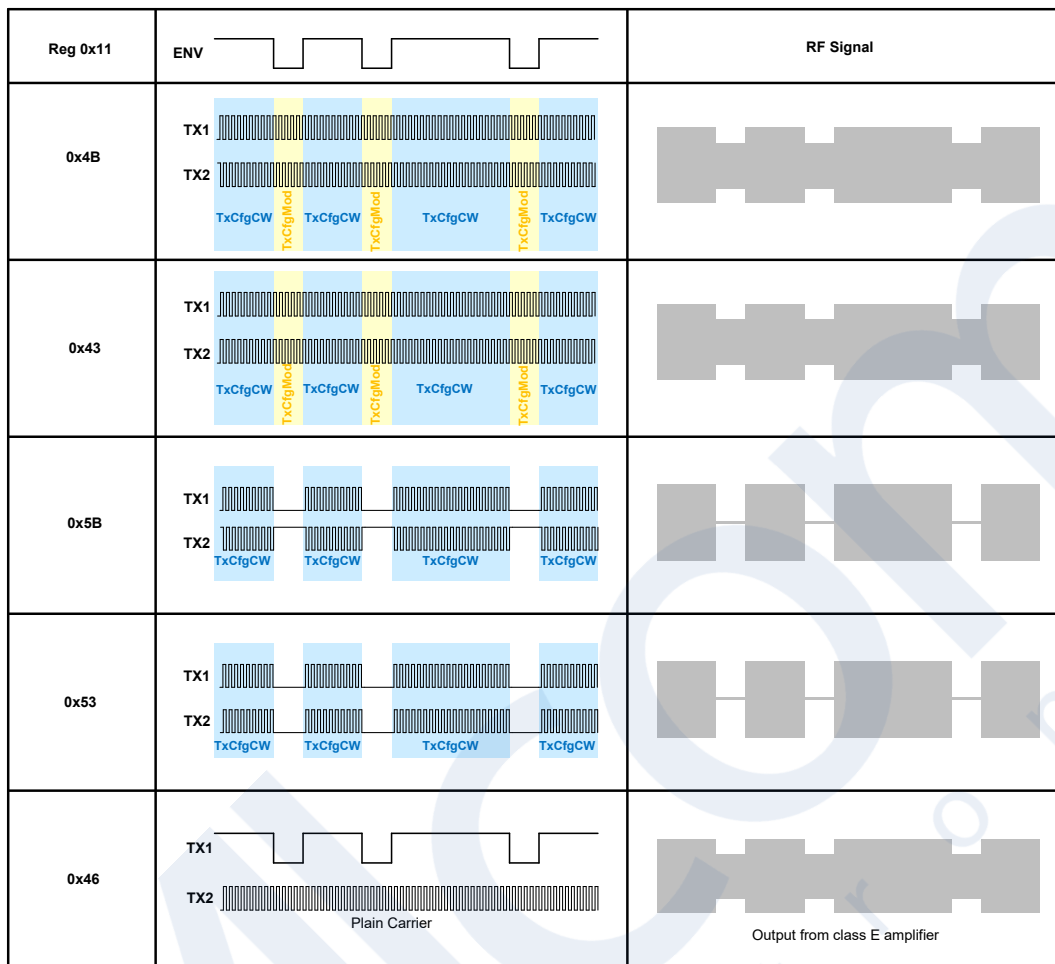 Reg 0x11
ENV
RF Signal
0x4B
TX1
TX2
TxCfgCW TxCfgMod TxCfgCW TxCfgMod TxCfgCW TxCfgMod TxCfgCW
0x43
TX1
TX2
TxCfgCW TxCfgMod TxCfgCW TxCfgMod TxCfgCW TxCfgMod TxCfgCW
0x5B
TX1
TX2
TxCfgCW TxCfgCW TxCfgCW TxCfgCW
0x53
TX1
TX2
TxCfgCW TxCfgCW TxCfgCW TxCfgCW
0x46
TX1
TX2
Plain Carrier
Output from class E amplifier